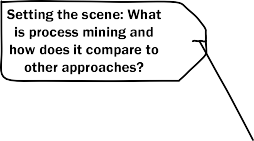 Setting the scene: What
is process mining and
how does it compare to
other approaches?